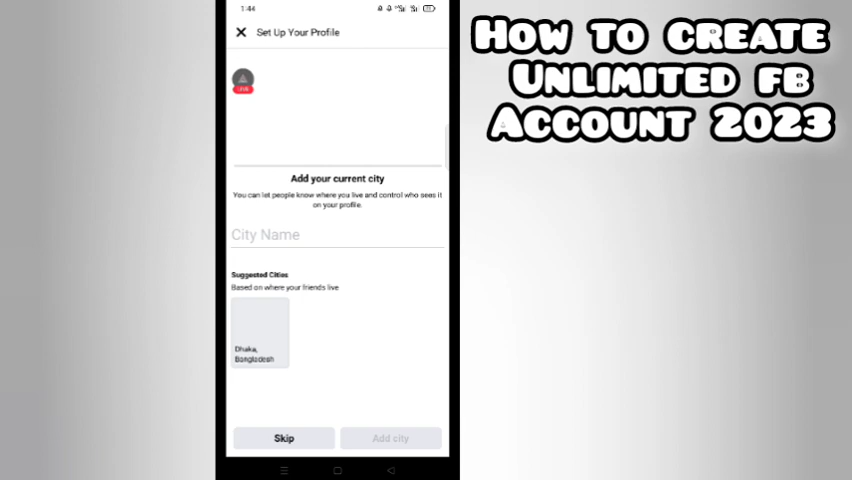 1:44
Set Up Your Profile
LIVE
Add your current city
You can let people know where you live and control who sees it
on your profile.
City Name
Suggested Cities
Based on where your friends live
Dhaka,
Bangladesh
Skip
Add city
How to create
Unlimited fb
Account 2023